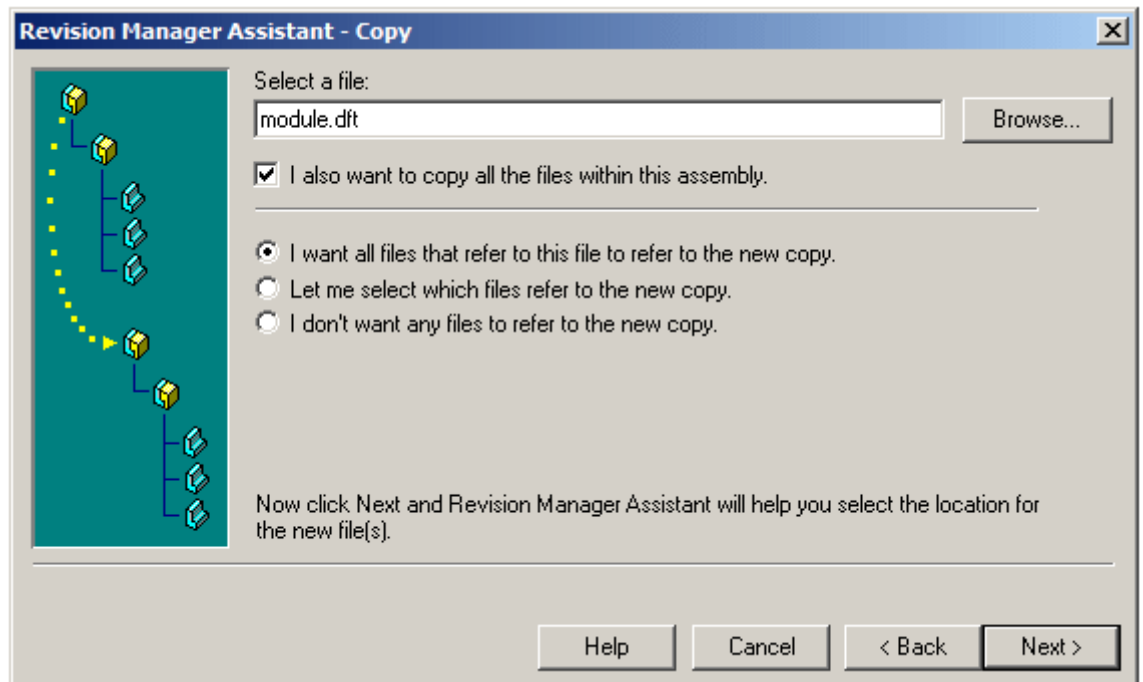 Revision Manager Assistant - Copy
Select a file:
module.dft
Browse...
I also want to copy all the files within this assembly.
I want all files that refer to this file to refer to the new copy.
Let me select which files refer to the new copy.
I don't want any files to refer to the new copy.
Now click Next and Revision Manager Assistant will help you select the location for
the new file(s).
Help
Cancel
< Back
Next >